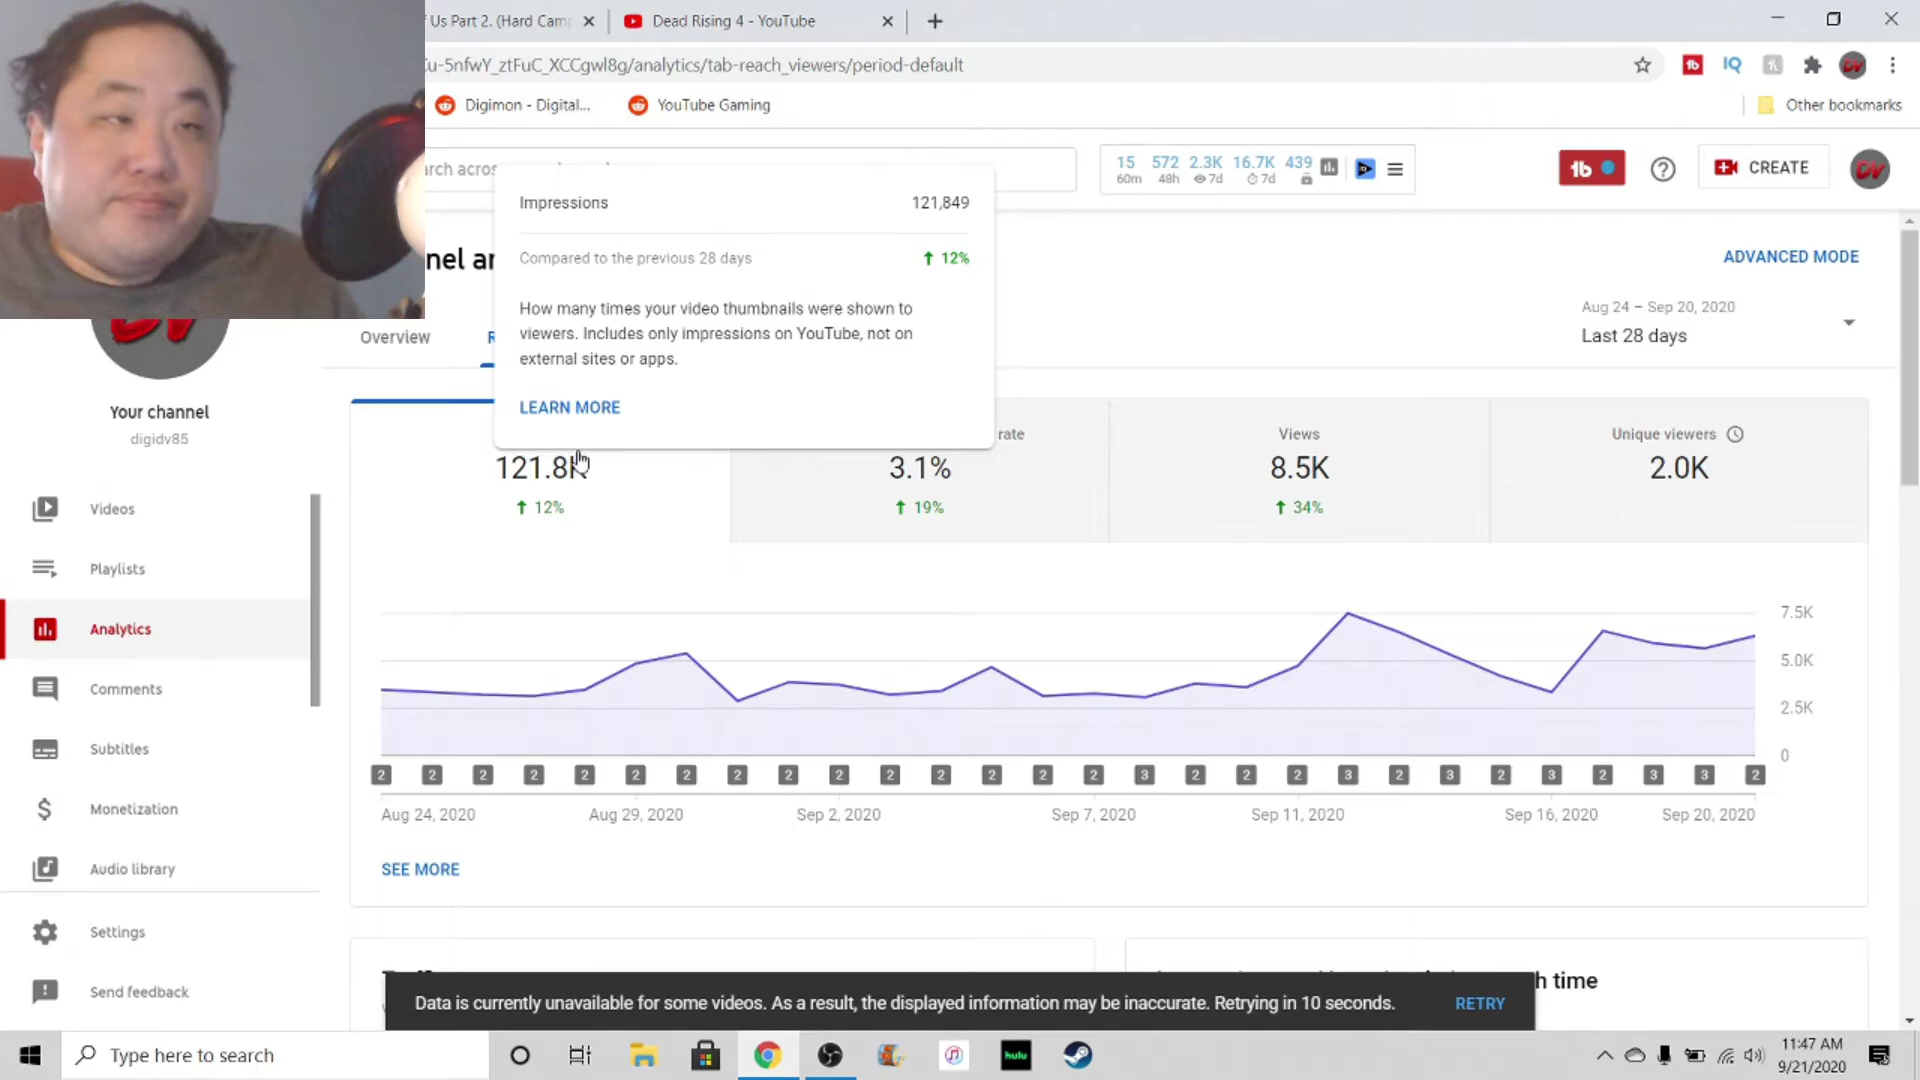 Us Part 2. (Hard Camp
Dead Rising 4 - YouTube
Cu-5nfwY_ztFuC_XCCgwl8g/analytics/tab-reach_viewers/period-default
IQ
DV
Digimon - Digital...
YouTube Gaming
Other bookmarks
15 572 2.3K 16.7K 439
60m 48h 7d 7d
CREATE
DV
Impressions 121,849
Compared to the previous 28 days 12%
How many times your video thumbnails were shown to
viewers. Includes only impressions on YouTube, not on
external sites or apps.
LEARN MORE
ADVANCED MODE
Aug 24 – Sep 20, 2020
Last 28 days
Overview
Your channel
digidv85
Videos
Playlists
Analytics
Comments
Subtitles
Monetization
Audio library
Settings
Send feedback
rate
Views
Unique viewers
121.8K
3.1%
8.5K
2.0K
12%
19%
34%
7.5K
5.0K
2.5K
0
2 2 2 2 2 2 2 2 2 2 2 2 2 2 2 3 2 2 2 3 2 3 2 3 2 3 3 2
Aug 24, 2020 Aug 29, 2020 Sep 2, 2020 Sep 7, 2020 Sep 11, 2020 Sep 16, 2020 Sep 20, 2020
SEE MORE
h time
Data is currently unavailable for some videos. As a result, the displayed information may be inaccurate. Retrying in 10 seconds. RETRY
Type here to search
hulu
11:47 AM
9/21/2020